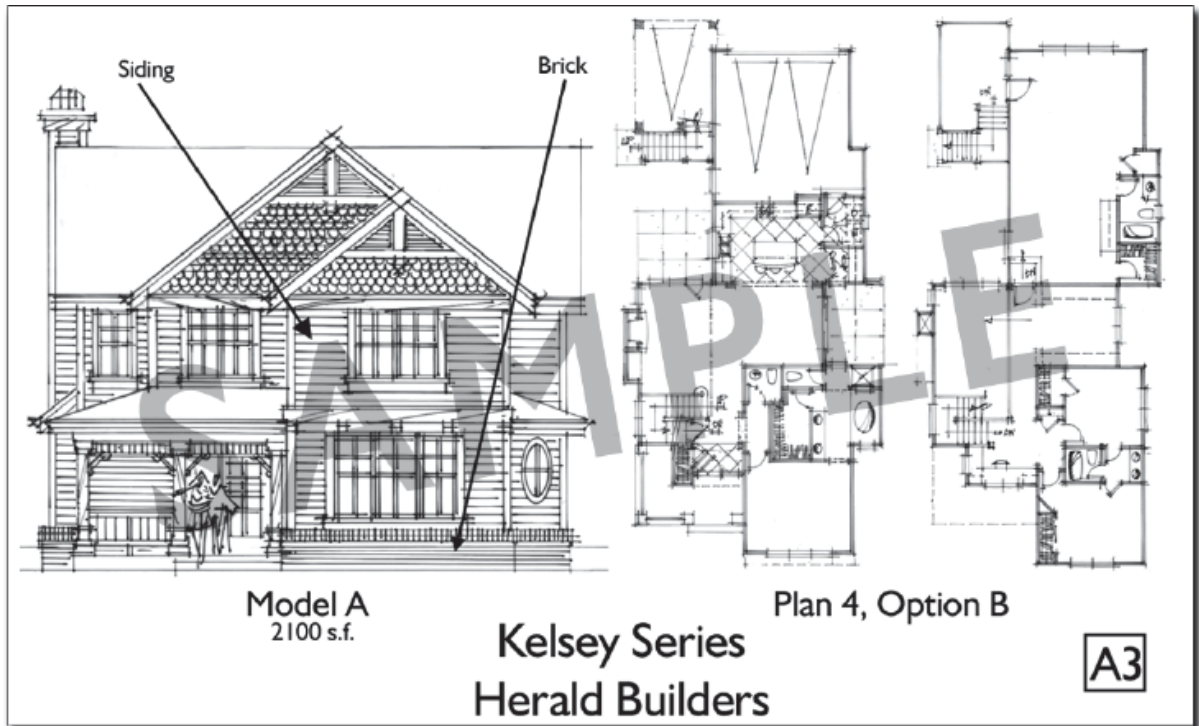 Siding
Brick
SAMPLE
Model A
2100 s.f.
Plan 4, Option B
Kelsey Series
Herald Builders
A3